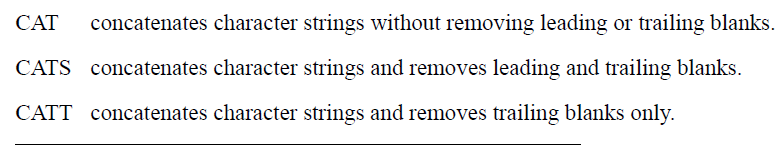 CAT concatenates character strings without removing leading or trailing blanks.
CATS concatenates character strings and removes leading and trailing blanks.
CATT concatenates character strings and removes trailing blanks only.